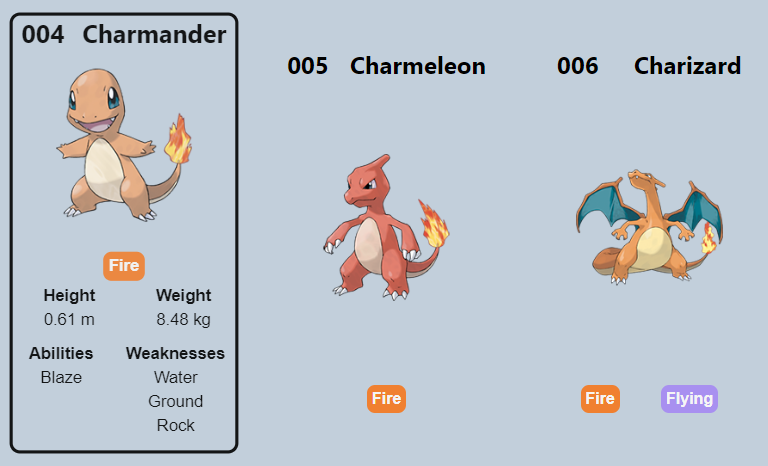 004 Charmander
Fire
Height Weight
0.61 m 8.48 kg
Abilities Weaknesses
Blaze Water
Ground
Rock
005 Charmeleon
Fire
006 Charizard
Fire Flying